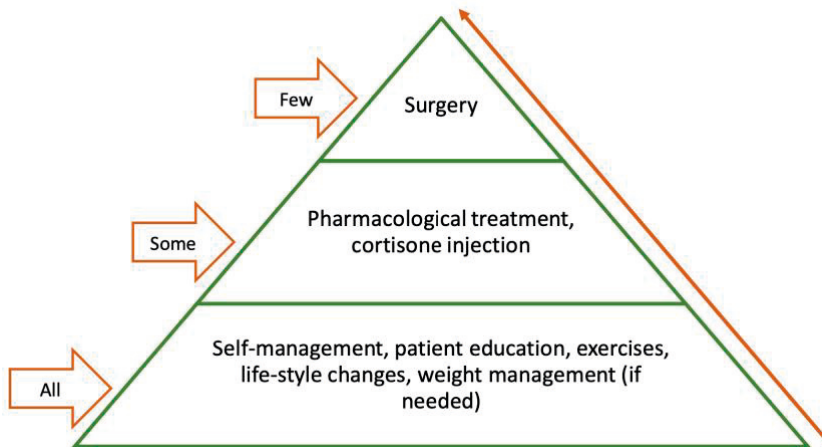 Few
Surgery
Some
Pharmacological treatment,
cortisone injection
All
Self-management, patient education, exercises,
life-style changes, weight management (if
needed)